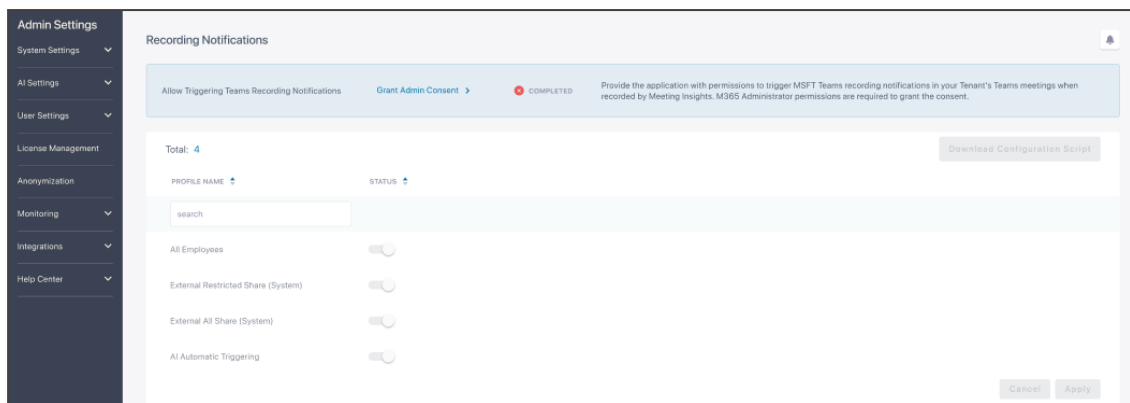 Admin Settings
System Settings
AI Settings
User Settings
License Management
Anonymization
Monitoring
Integrations
Help Center
Recording Notifications
Allow Triggering Teams Recording Notifications
Grant Admin Consent >
COMPLETED
Provide the application with permissions to trigger MSFT Teams recording notifications in your Tenant's Teams meetings when
recorded by Meeting Insights. M365 Administrator permissions are required to grant the consent.
Total: 4
Download Configuration Script
PROFILE NAME
STATUS
search
All Employees
External Restricted Share (System)
External All Share (System)
AI Automatic Triggering
Cancel
Apply